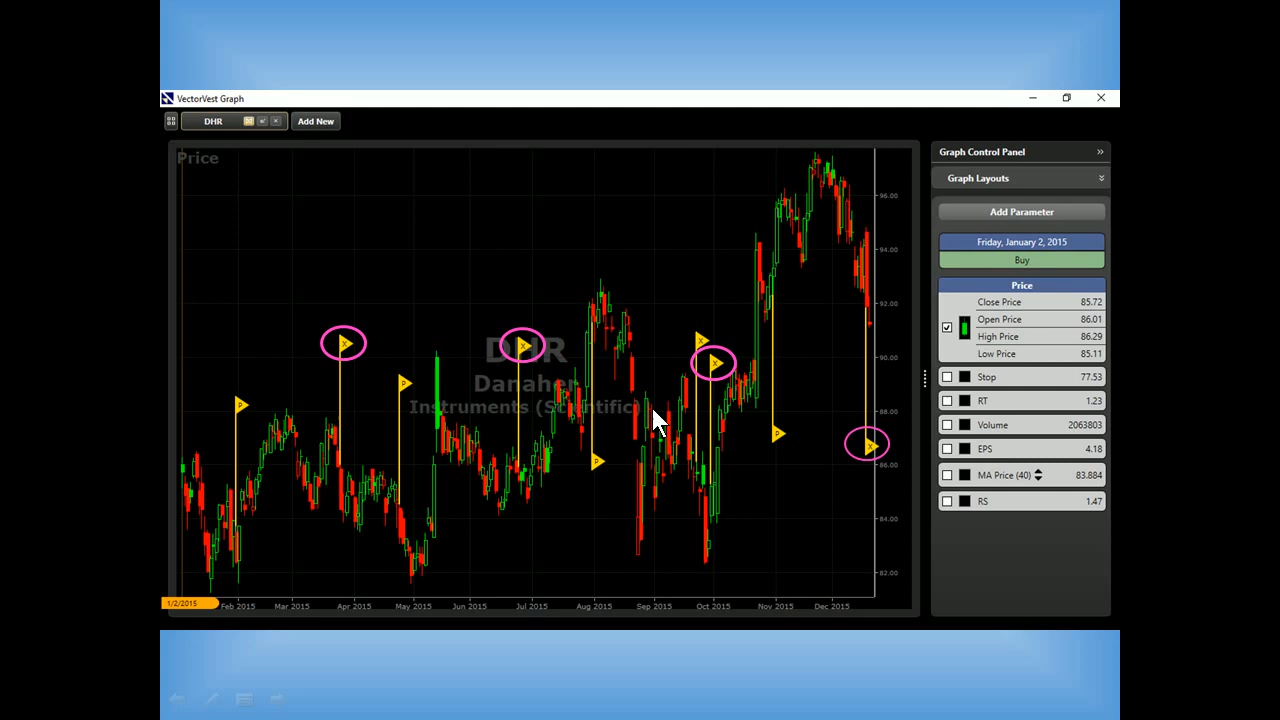 VectorVest Graph
DHR
Add New
Price
DHR
Danaher
Instruments (Scientific)
P
X
P
X
P
X
X
P
X
96.00
94.00
92.00
90.00
88.00
86.00
84.00
82.00
1/2/2015
Feb 2015
Mar 2015
Apr 2015
May 2015
Jun 2015
Jul 2015
Aug 2015
Sep 2015
Oct 2015
Nov 2015
Dec 2015
Graph Control Panel
Graph Layouts
Add Parameter
Friday, January 2, 2015
Buy
Price
Close Price 85.72
Open Price 86.01
High Price 86.29
Low Price 85.11
Stop 77.53
RT 1.23
Volume 2063803
EPS 4.18
MA Price (40) 83.884
RS 1.47